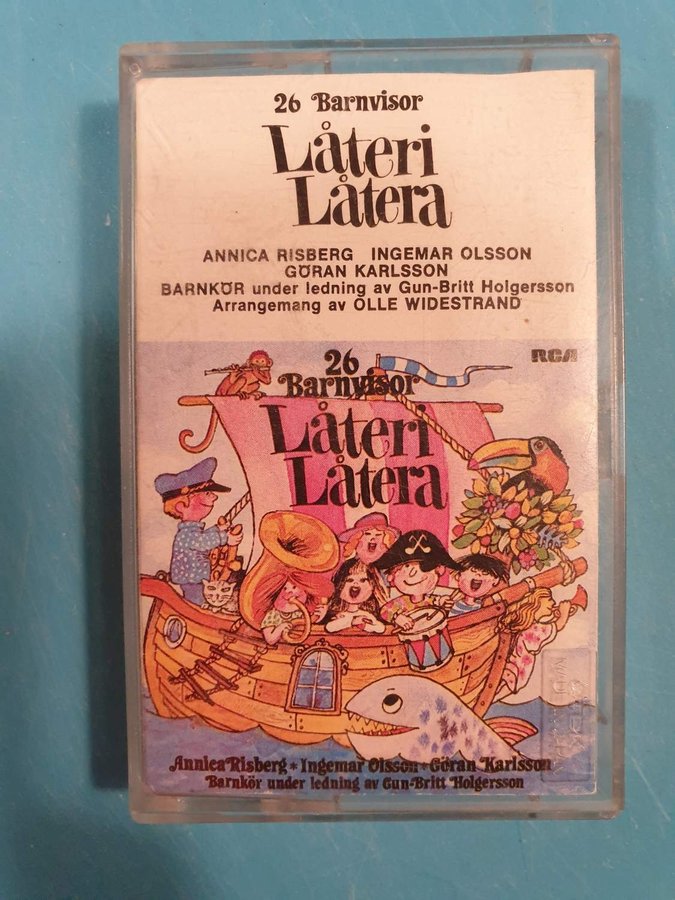 26 Barnvisor
Låteri
Låtera
ANNICA RISBERG INGEMAR OLSSON
GÖRAN KARLSSON
BARNKÖR under ledning av Gun-Britt Holgersson
Arrangemang av OLLE WIDESTRAND
RCA
26
Barnvisor
Låteri
Låtera
Annica Risberg * Ingemar Olsson * Göran Karlsson
Barnkör under ledning av Gun-Britt Holgersson